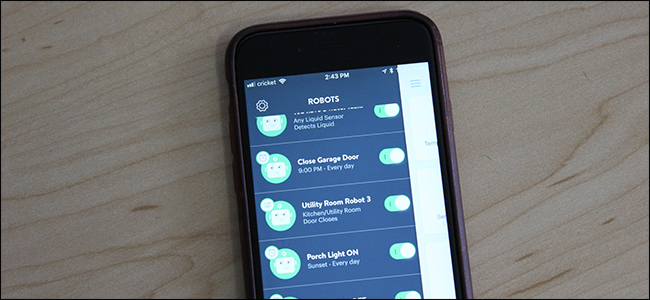 cricket 2:43 PM
ROBOTS
Any Liquid Sensor
Detects Liquid
Close Garage Door
9:00 PM - Every day
Utility Room Robot 3
Kitchen/Utility Room
Door Closes
Porch Light ON
Sunset - Every day